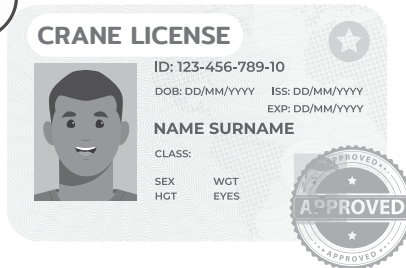 CRANE LICENSE
ID: 123-456-789-10
DOB: DD/MM/YYYY ISS: DD/MM/YYYY
EXP: DD/MM/YYYY
NAME SURNAME
CLASS:
SEX WGT
HGT EYES
APPROVED
APPROVED
APPROVED